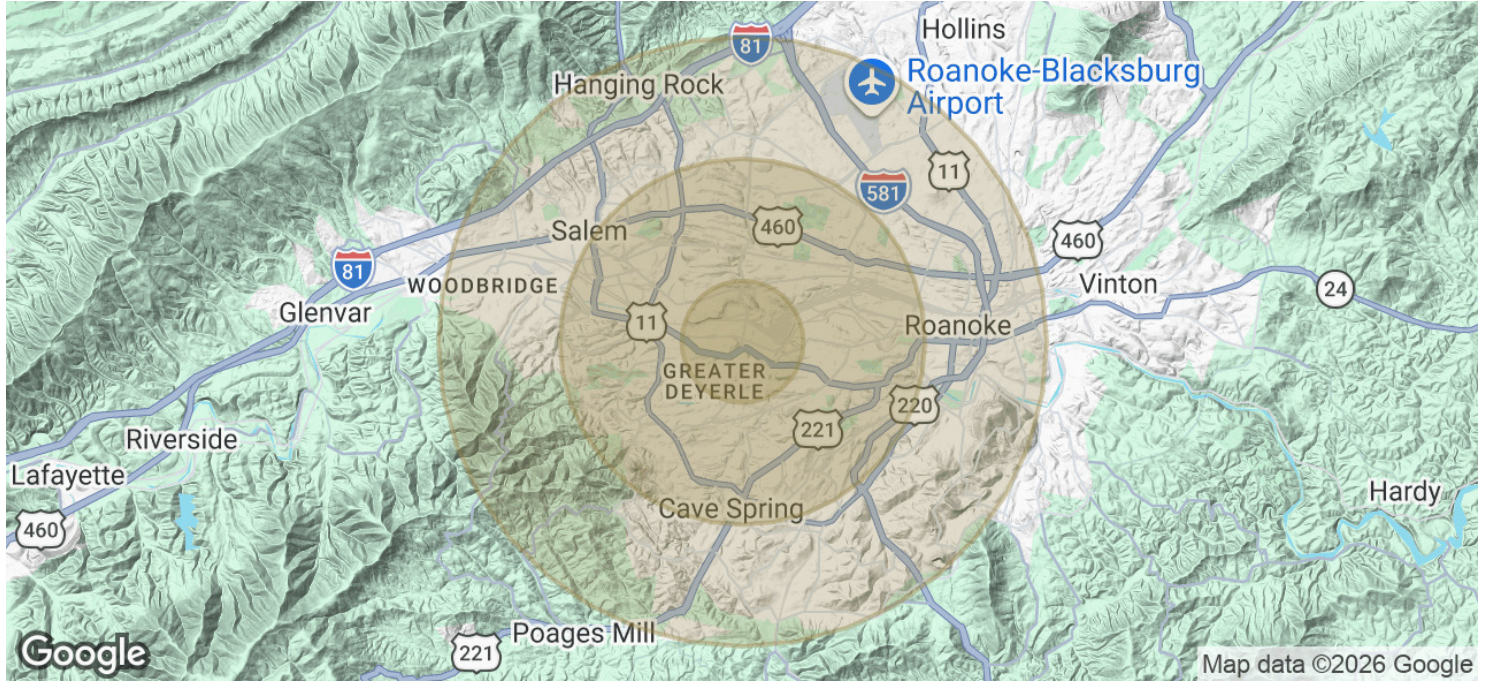 Hollins
81
Hanging Rock
Roanoke-Blacksburg
Airport
11
581
Salem
460
460
81
WOODBRIDGE
Vinton
24
Glenvar
11
Roanoke
GREATER
DEYERLE
220
221
Riverside
Lafayette
Hardy
Cave Spring
460
Poages Mill
221
Google
Map data ©2026 Google